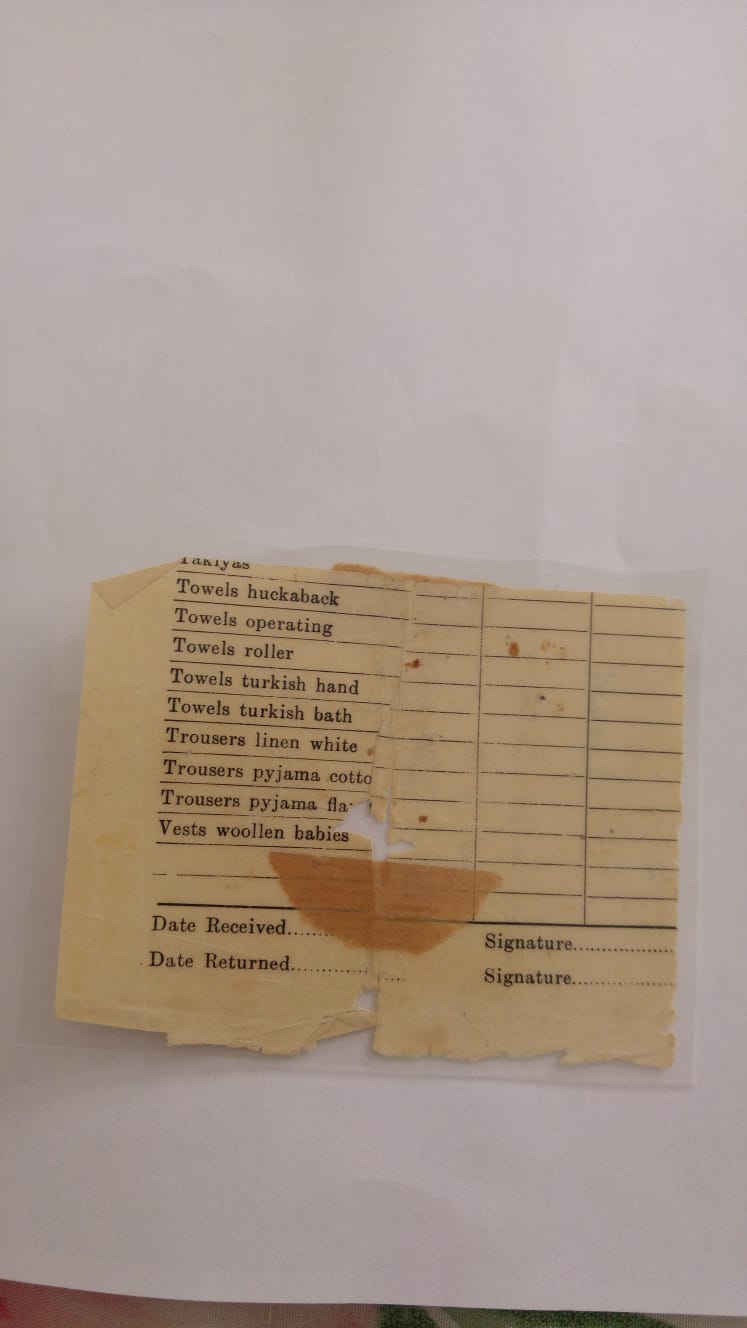 Takiyas
Towels huckaback
Towels operating
Towels roller
Towels turkish hand
Towels turkish bath
Trousers linen white
Trousers pyjama cotto
Trousers pyjama fla
Vests woollen babies
Date Received....... Signature.................
Date Returned................ Signature.................